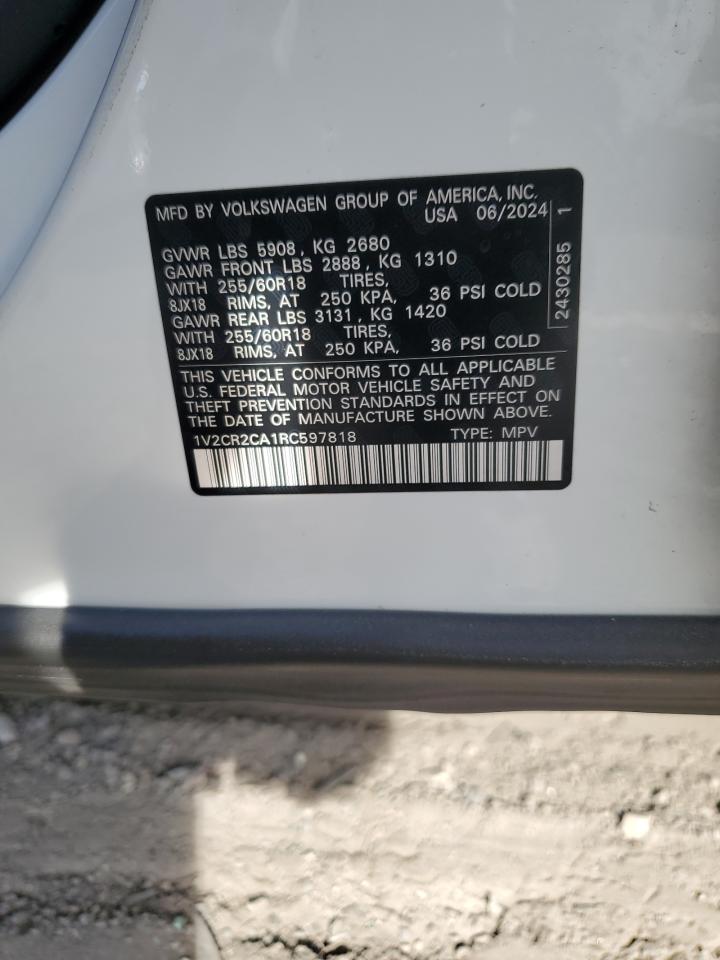 MFD BY VOLKSWAGEN GROUP OF AMERICA, INC.
USA 06/2024
GVWR LBS 5908, KG 2680
GAWR FRONT LBS 2888, KG 1310
WITH 255/60R18 TIRES,
8JX18 RIMS, AT 250 KPA, 36 PSI COLD
GAWR REAR LBS 3131, KG 1420
WITH 255/60R18 TIRES,
8JX18 RIMS, AT 250 KPA, 36 PSI COLD
THIS VEHICLE CONFORMS TO ALL APPLICABLE
U.S. FEDERAL MOTOR VEHICLE SAFETY AND
THEFT PREVENTION STANDARDS IN EFFECT ON
THE DATE OF MANUFACTURE SHOWN ABOVE.
1V2CR2CA1RC597818 TYPE: MPV
2430285 1